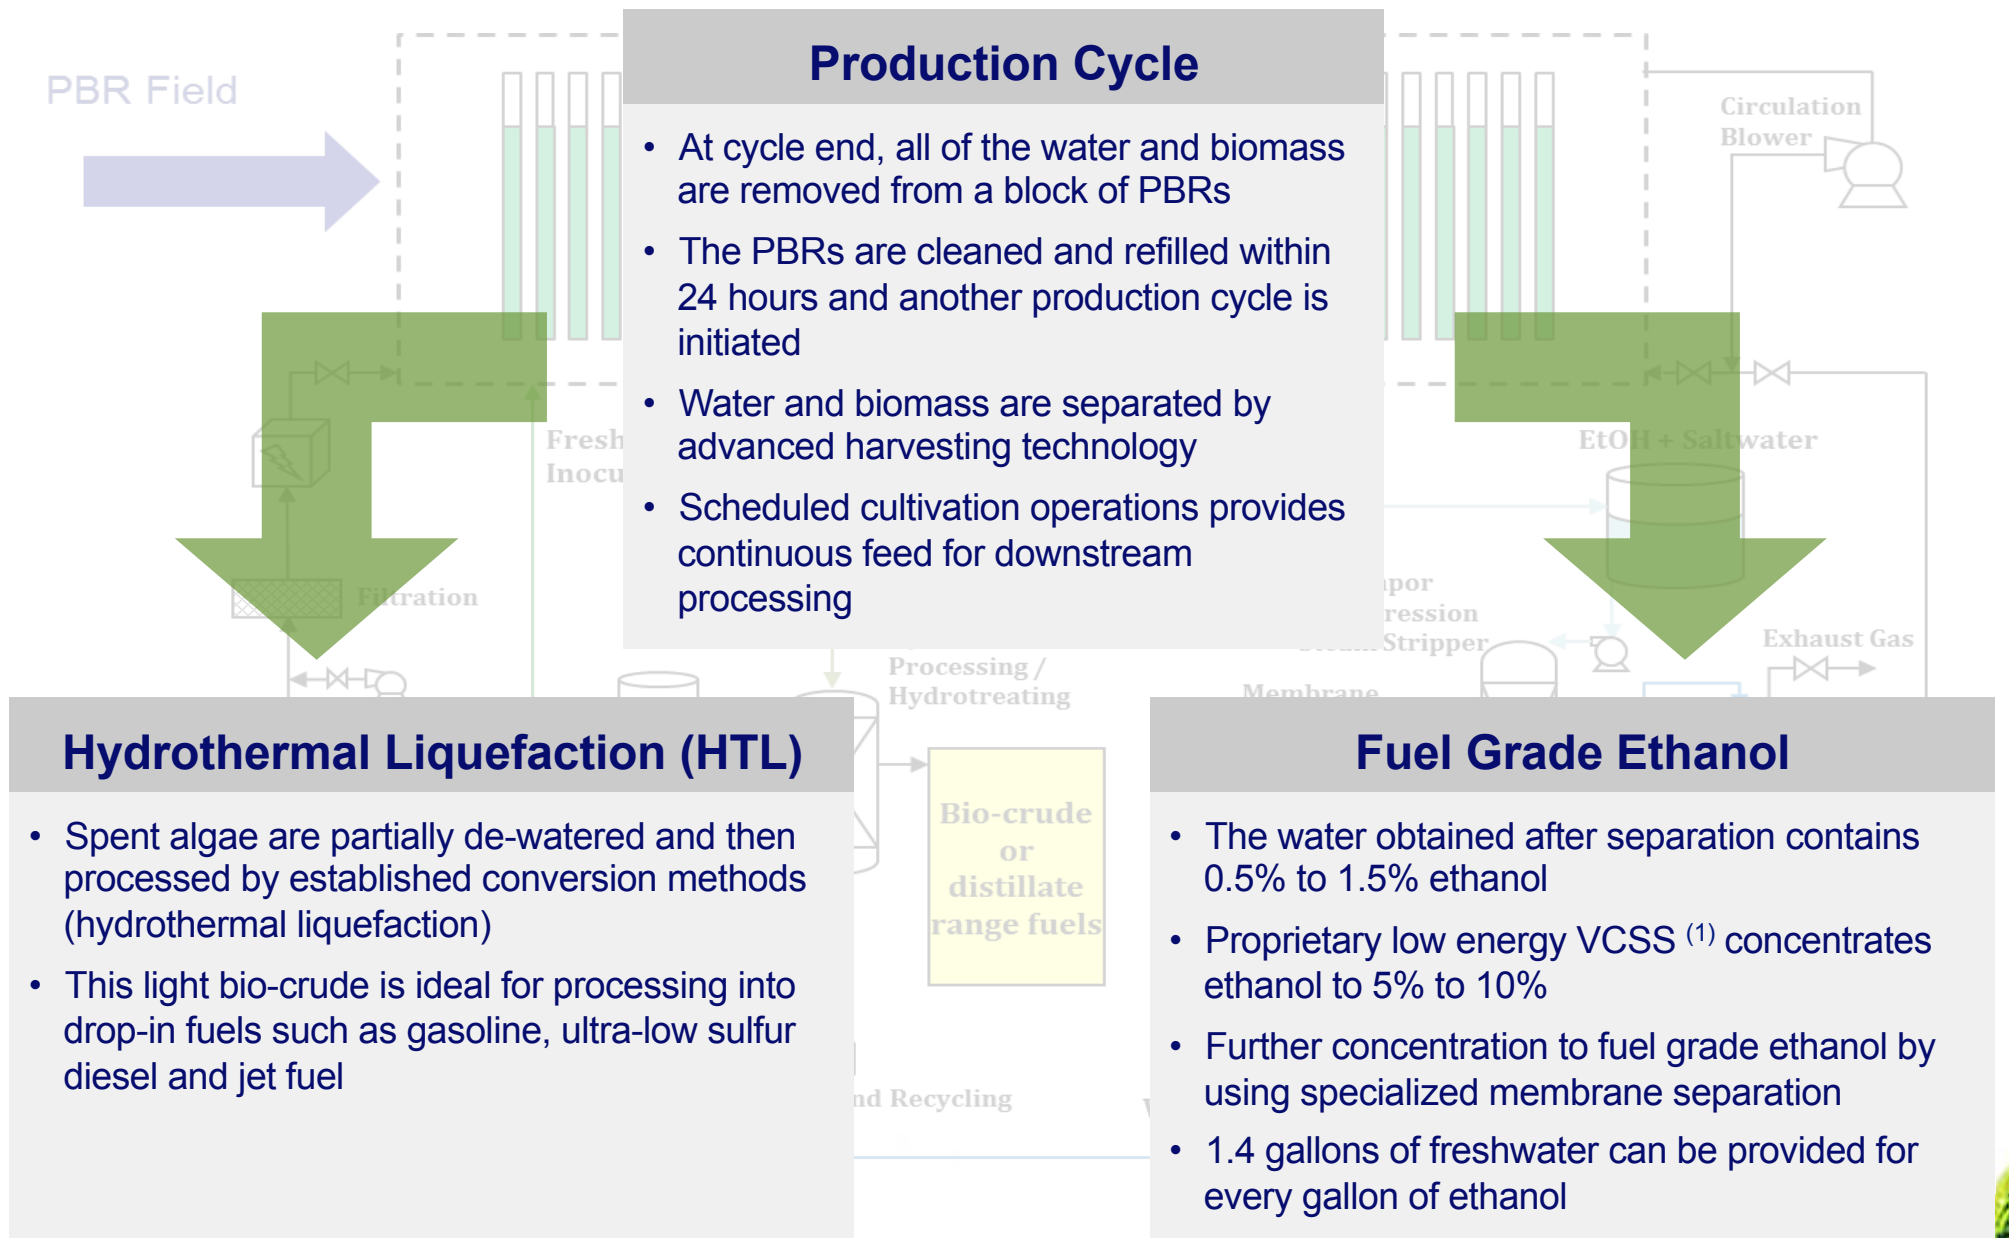 PBR Field
Production Cycle
Circulation
Blower
• At cycle end, all of the water and biomass
are removed from a block of PBRs
• The PBRs are cleaned and refilled within
24 hours and another production cycle is
initiated
• Water and biomass are separated by
advanced harvesting technology
• Scheduled cultivation operations provides
continuous feed for downstream
processing
Fresh
EtOH + Saltwater
Filtration
Stripper
Exhaust Gas
Processing /
Hydrotreating
Membrane
Hydrothermal Liquefaction (HTL)
• Spent algae are partially de-watered and then
processed by established conversion methods
(hydrothermal liquefaction)
• This light bio-crude is ideal for processing into
drop-in fuels such as gasoline, ultra-low sulfur
diesel and jet fuel
Bio-crude
or
distillate
range fuels
Recycling
Fuel Grade Ethanol
• The water obtained after separation contains
0.5% to 1.5% ethanol
• Proprietary low energy VCSS (1) concentrates
ethanol to 5% to 10%
• Further concentration to fuel grade ethanol by
using specialized membrane separation
• 1.4 gallons of freshwater can be provided for
every gallon of ethanol